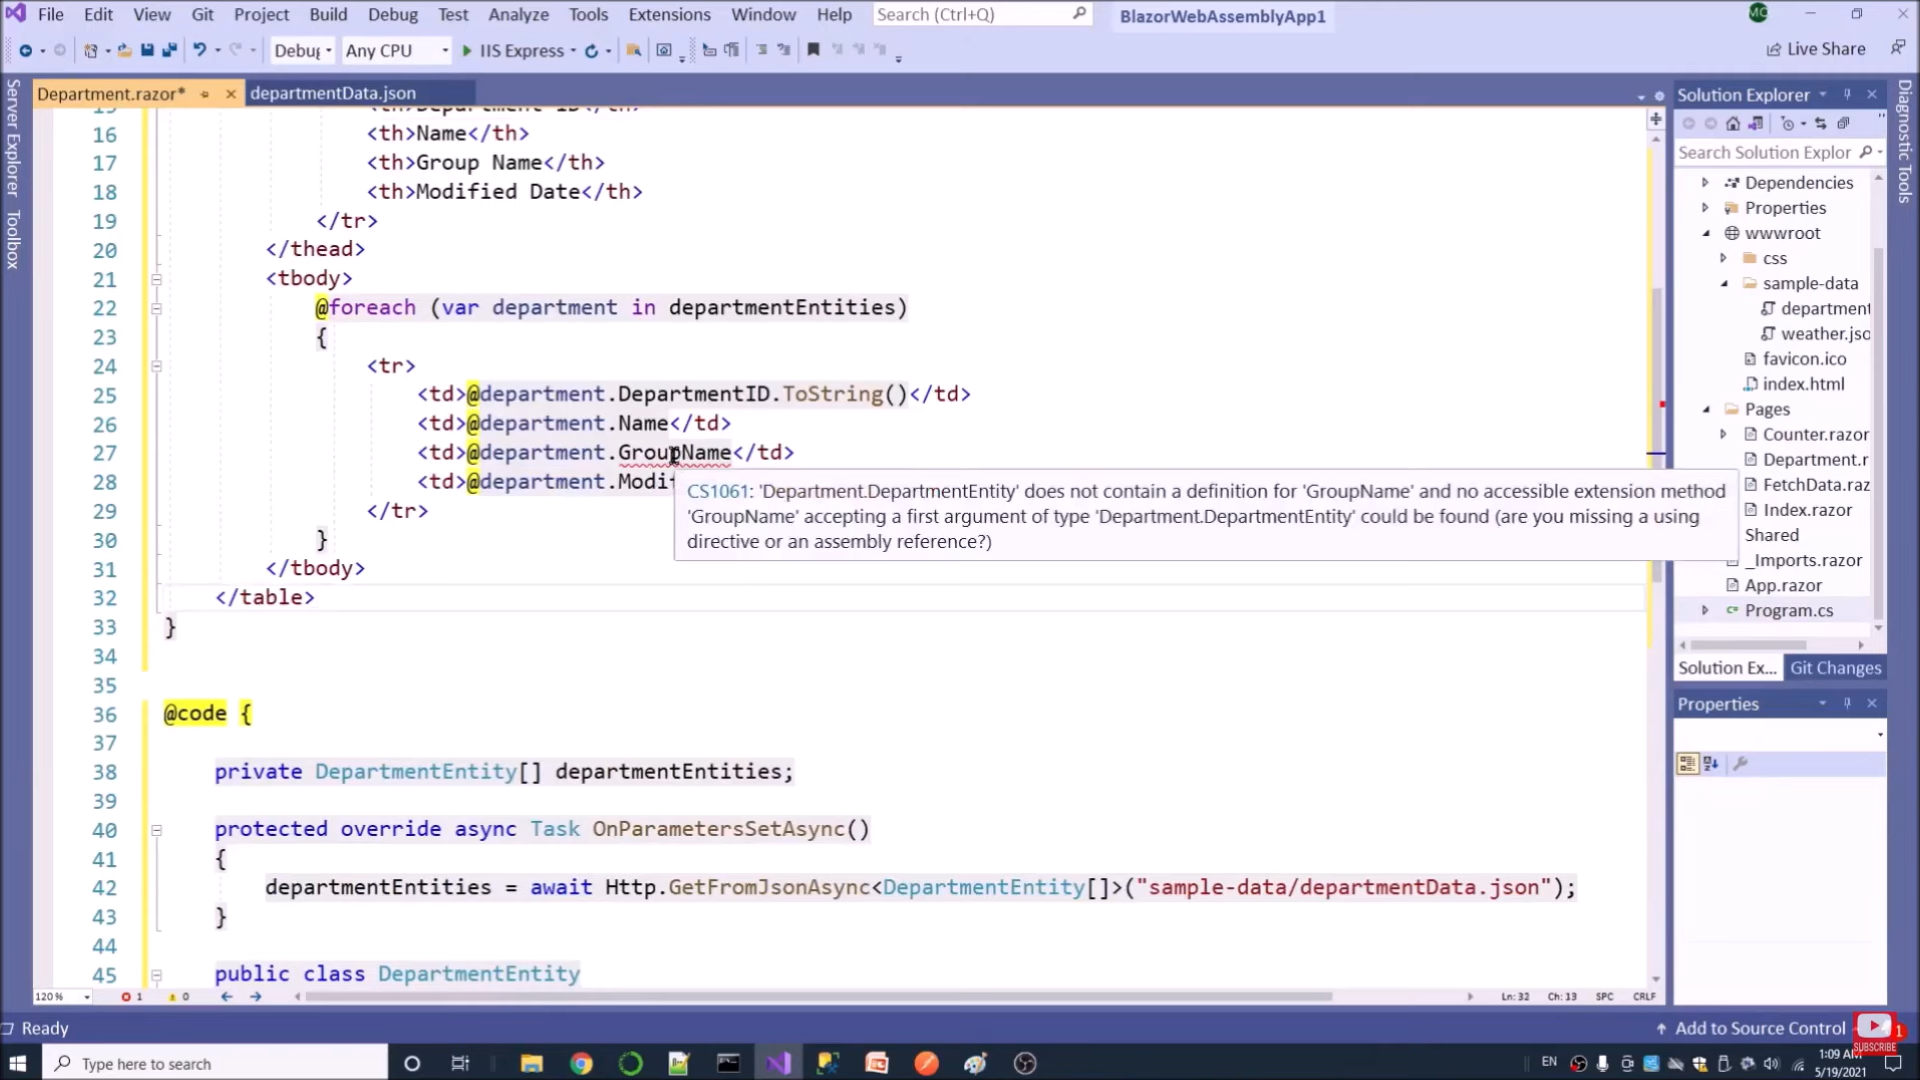 File Edit View Git Project Build Debug Test Analyze Tools Extensions Window Help Search (Ctrl+Q) BlazorWebAssemblyApp1 MC
Debug Any CPU IIS Express Live Share
Server Explorer
Toolbox
Department.razor* departmentData.json
16 <th>Name</th>
17 <th>Group Name</th>
18 <th>Modified Date</th>
19 </tr>
20 </thead>
21 <tbody>
22 @foreach (var department in departmentEntities)
23 {
24 <tr>
25 <td>@department.DepartmentID.ToString()</td>
26 <td>@department.Name</td>
27 <td>@department.GroupName</td>
28 <td>@department.Modif
CS1061: 'Department.DepartmentEntity' does not contain a definition for 'GroupName' and no accessible extension method
'GroupName' accepting a first argument of type 'Department.DepartmentEntity' could be found (are you missing a using
directive or an assembly reference?)
29 </tr>
30 }
31 </tbody>
32 </table>
33 }
34
35
36 @code {
37
38 private DepartmentEntity[] departmentEntities;
39
40 protected override async Task OnParametersSetAsync()
41 {
42 departmentEntities = await Http.GetFromJsonAsync<DepartmentEntity[]>("sample-data/departmentData.json");
43 }
44
45 public class DepartmentEntity
120 % 1 0 Ln: 32 Ch: 13 SPC CRLF
Solution Explorer
Search Solution Explor
Dependencies
Properties
wwwroot
css
sample-data
department
weather.jso
favicon.ico
index.html
Pages
Counter.razor
Department.r
FetchData.raz
Index.razor
Shared
_Imports.razor
App.razor
Program.cs
Solution Ex... Git Changes
Properties
Diagnostic Tools
Ready Add to Source Control 1
SUBSCRIBE
Type here to search EN 1:09 AM
5/19/2021